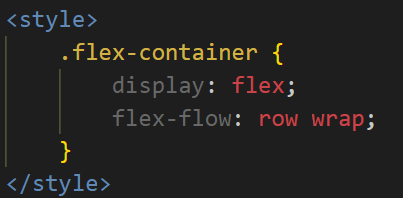 <style>
.flex-container {
display: flex;
flex-flow: row wrap;
}
</style>